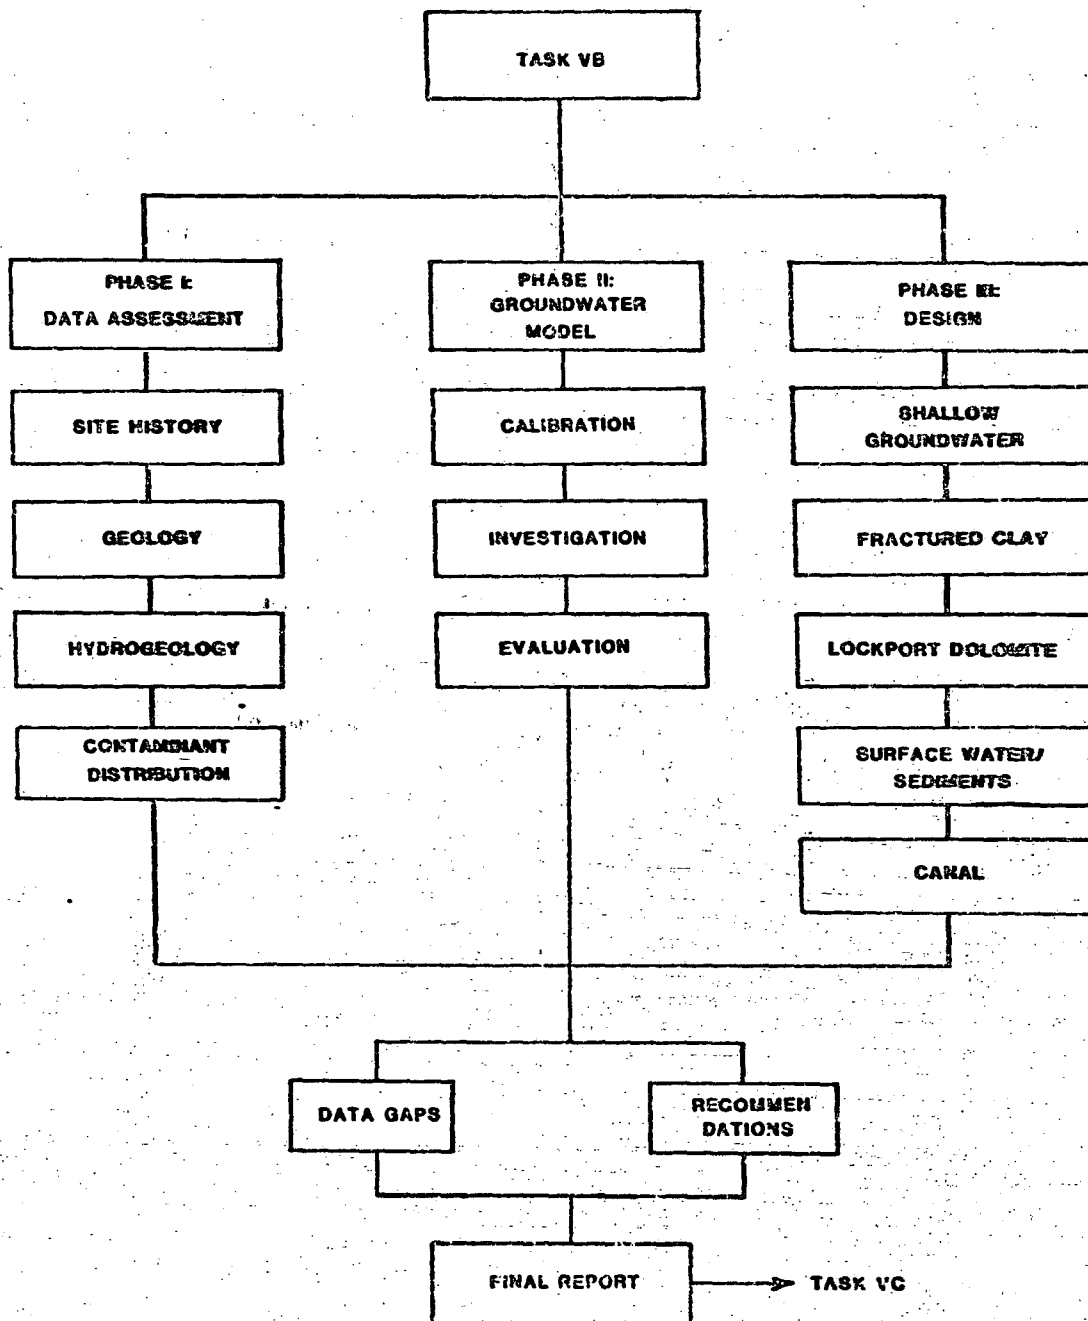 TASK VB
PHASE I:
DATA ASSESSMENT
SITE HISTORY
GEOLOGY
HYDROGEOLOGY
CONTAMINANT
DISTRIBUTION
PHASE II:
GROUNDWATER
MODEL
CALIBRATION
INVESTIGATION
EVALUATION
PHASE III:
DESIGN
SHALLOW
GROUNDWATER
FRACTURED CLAY
LOCKPORT DOLOMITE
SURFACE WATER/
SEDIMENTS
CANAL
DATA GAPS
RECOMMEN
DATIONS
FINAL REPORT
TASK VC